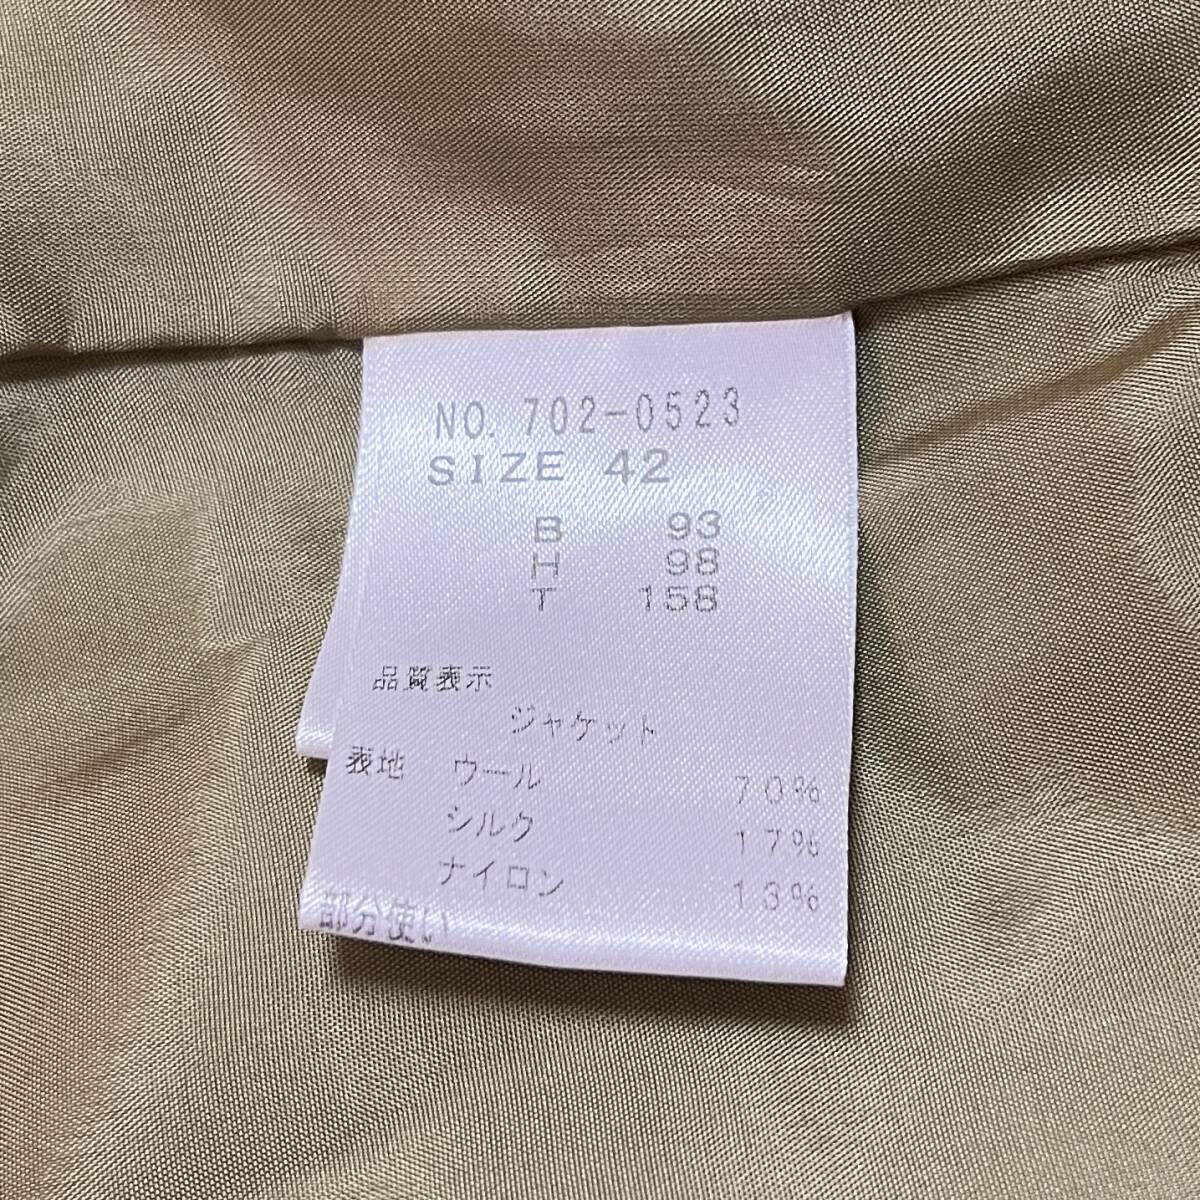 NO. 702-0523
SIZE 42
B 93
H 98
T 158
品質表示
ジャケット
表地 ウール 70%
シルク 17%
ナイロン 13%
部分使い